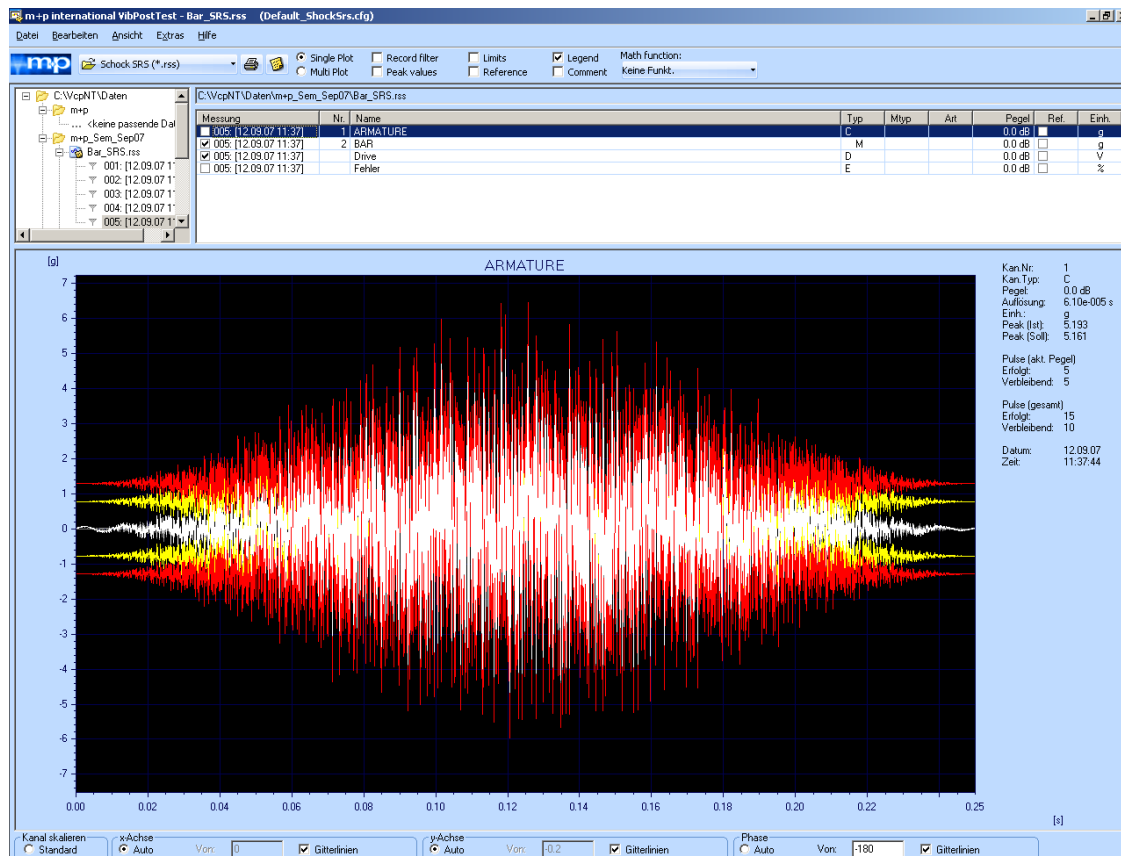 m+p international VibPostTest - Bar_SRS.rss (Default_ShockSrs.cfg)
Datei Bearbeiten Ansicht Extras Hilfe
m+p Schock SRS (*.rss) Single Plot Record filter Limits Legend Math function:
Multi Plot Peak values Reference Comment Keine Funkt.
C:\VcpNT\Daten
m+p
... <keine passende Dat
m+p_Sem_Sep07
Bar_SRS.rss
001: [12.09.07 1
002: [12.09.07 1
003: [12.09.07 1
004: [12.09.07 1
005: [12.09.07 1
C:\VcpNT\Daten\m+p_Sem_Sep07\Bar_SRS.rss
Messung Nr. Name Typ Mtyp Art Pegel Ref. Einh.
005: [12.09.07 11:37] 1 ARMATURE C 0.0 dB g
005: [12.09.07 11:37] 2 BAR M 0.0 dB g
005: [12.09.07 11:37] Drive D 0.0 dB V
005: [12.09.07 11:37] Fehler E 0.0 dB %
[g]
ARMATURE
7
6
5
4
3
2
1
0
-1
-2
-3
-4
-5
-6
-7
0.00 0.02 0.04 0.06 0.08 0.10 0.12 0.14 0.16 0.18 0.20 0.22 0.25
[s]
Kan.Nr: 1
Kan.Typ: C
Pegel: 0.0 dB
Auflösung: 6.10e-005 s
Einh.: g
Peak (Ist): 5.193
Peak (Soll): 5.161
Pulse (akt. Pegel)
Erfolgt: 5
Verbleibend: 5
Pulse (gesamt)
Erfolgt: 15
Verbleibend: 10
Datum: 12.09.07
Zeit: 11:37:44
Kanal skalieren x-Achse y-Achse Phase
Standard Auto Von: 0 Gitterlinien Auto Von: -0.2 Gitterlinien Auto Von: -180 Gitterlinien